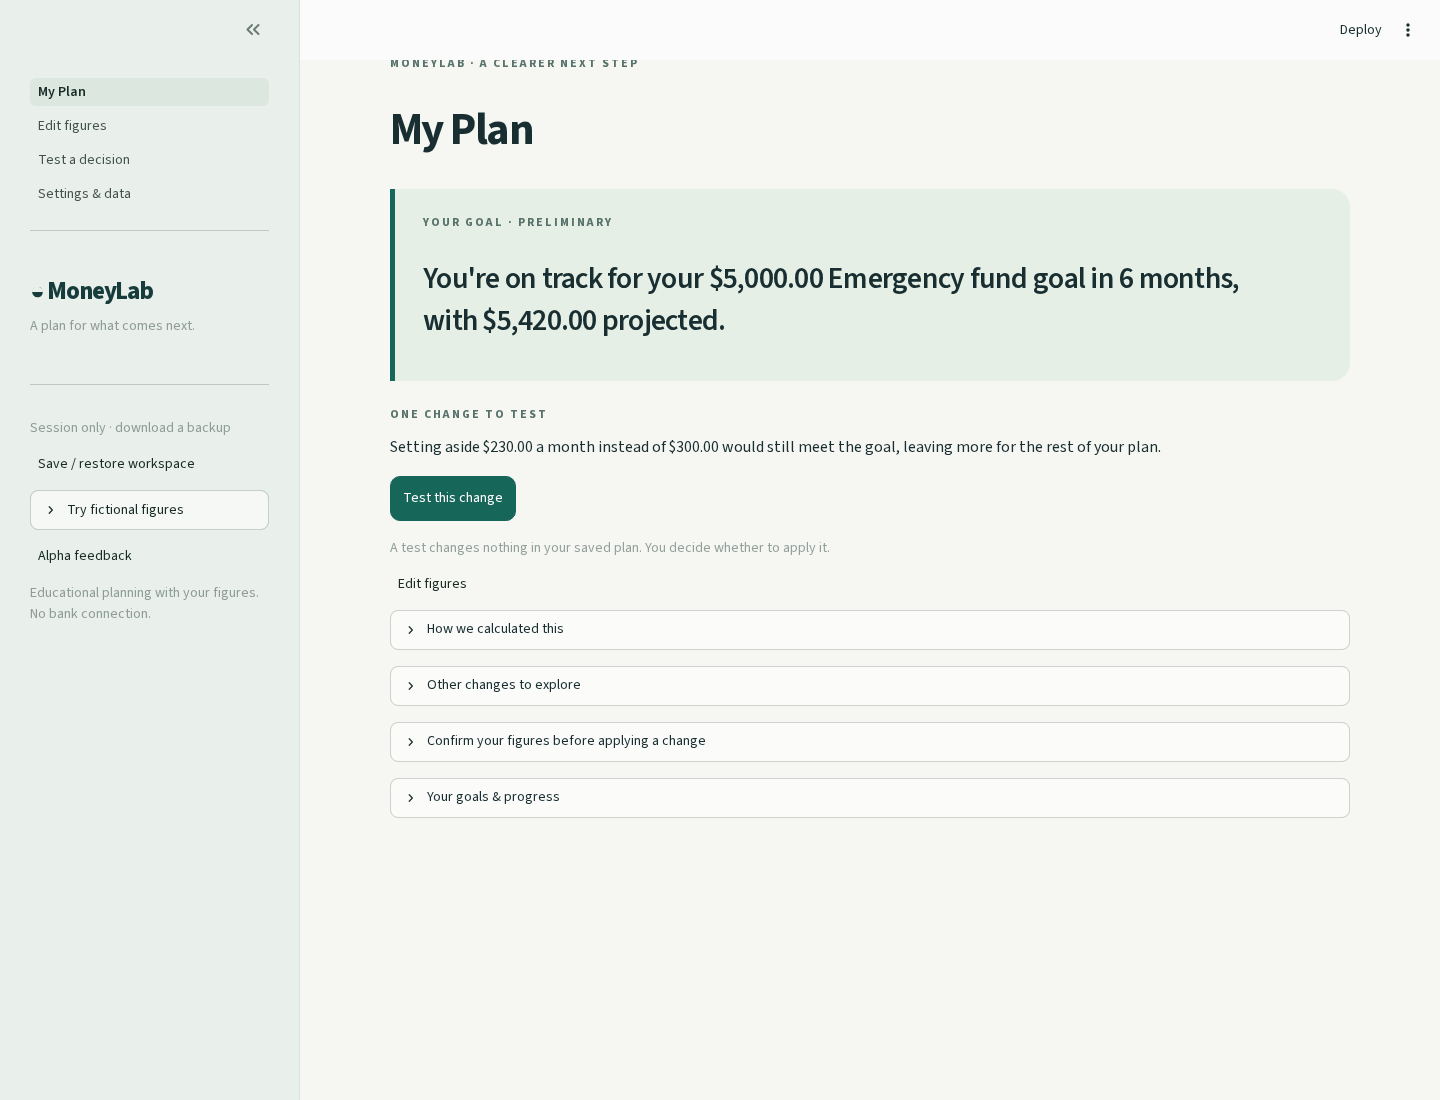 My Plan
Edit figures
Test a decision
Settings & data
MoneyLab
A plan for what comes next.
Session only · download a backup
Save / restore workspace
Try fictional figures
Alpha feedback
Educational planning with your figures.
No bank connection.
Deploy
MONEYLAB · A CLEARER NEXT STEP
My Plan
YOUR GOAL · PRELIMINARY
You're on track for your $5,000.00 Emergency fund goal in 6 months,
with $5,420.00 projected.
ONE CHANGE TO TEST
Setting aside $230.00 a month instead of $300.00 would still meet the goal, leaving more for the rest of your plan.
Test this change
A test changes nothing in your saved plan. You decide whether to apply it.
Edit figures
How we calculated this
Other changes to explore
Confirm your figures before applying a change
Your goals & progress